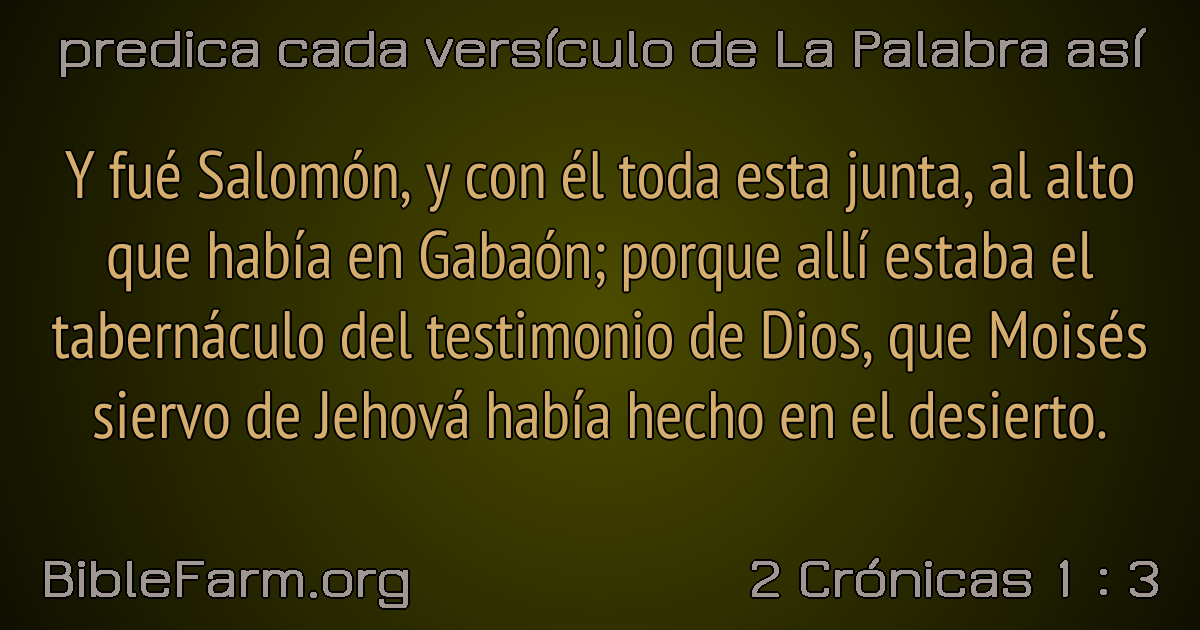 predica cada versículo de La Palabra así
Y fué Salomón, y con él toda esta junta, al alto
que había en Gabaón; porque allí estaba el
tabernáculo del testimonio de Dios, que Moisés
siervo de Jehová había hecho en el desierto.
BibleFarm.org
2 Crónicas 1 : 3